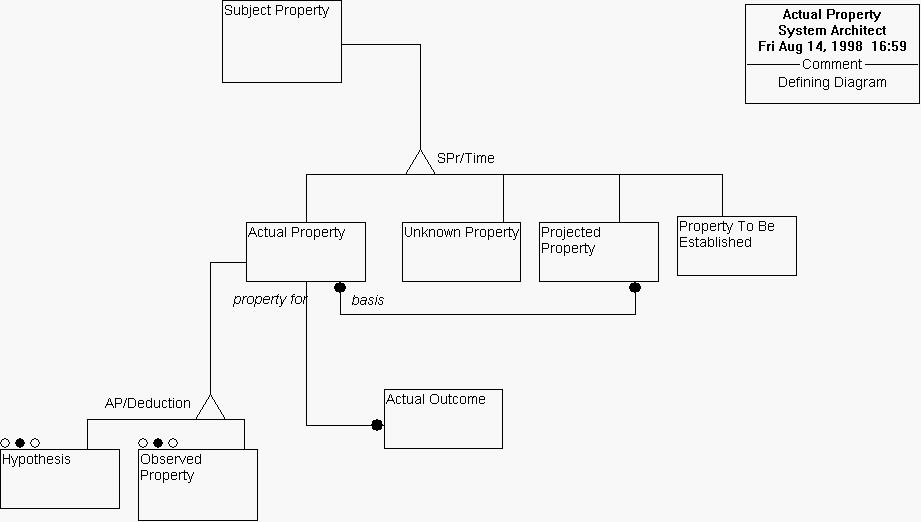 Subject Property
Actual Property
System Architect
Fri Aug 14, 1998 16:59
Comment
Defining Diagram
SPr/Time
Actual Property
Unknown Property
Projected
Property
Property To Be
Established
property for
basis
AP/Deduction
Actual Outcome
Hypothesis
Observed
Property